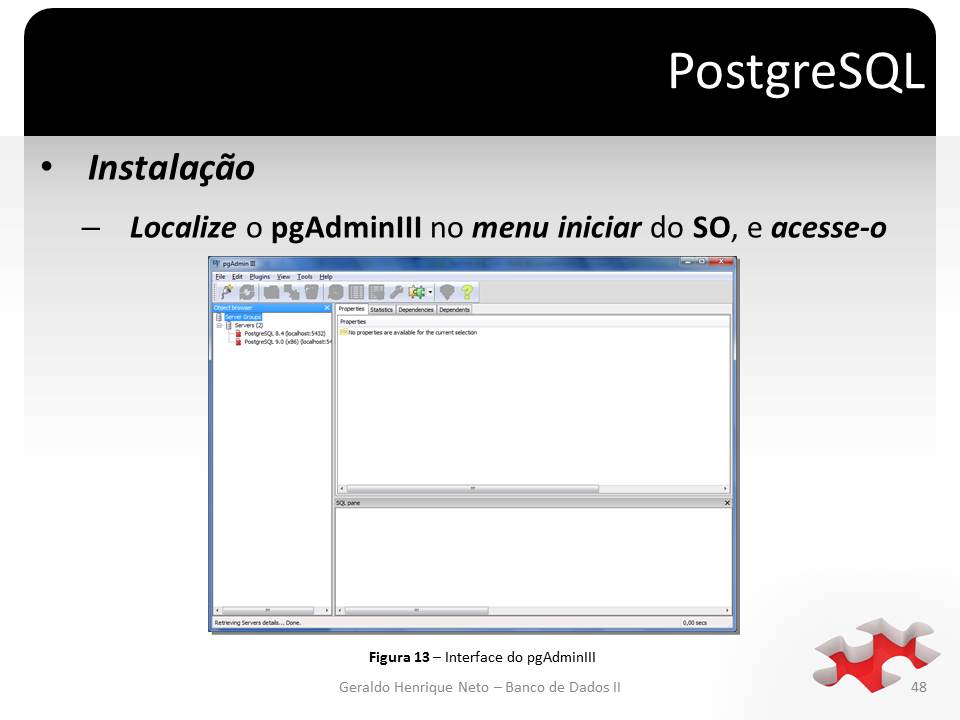 PostgreSQL
• Instalação
– Localize o pgAdminIII no menu iniciar do SO, e acesse-o
pgAdmin III
File Edit Plugins View Tools Help
Object browser
Server Groups
Servers (2)
PostgreSQL 8.4 (localhost:5432)
PostgreSQL 9.0 (x86) (localhost:54
Properties Statistics Dependencies Dependents
Properties
No properties are available for the current selection
SQL pane
Retrieving Servers details... Done.
0,00 secs
Figura 13 – Interface do pgAdminIII
Geraldo Henrique Neto – Banco de Dados II
48